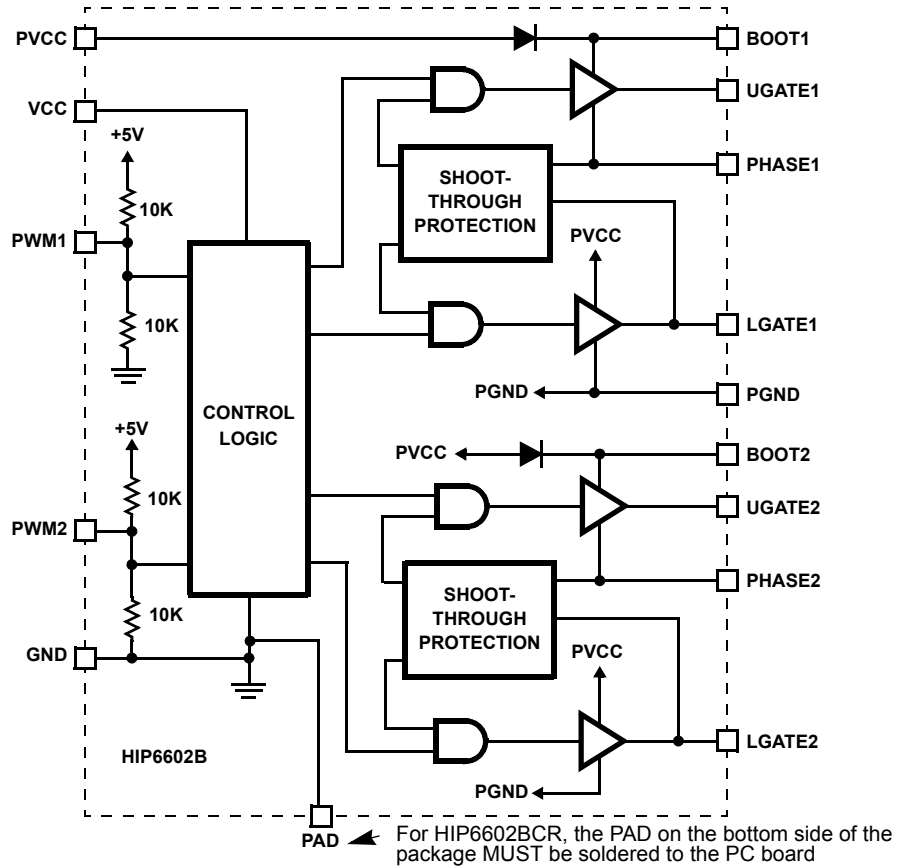 PVCC
BOOT1
UGATE1
VCC
+5V
10K
SHOOT-
THROUGH
PROTECTION
PHASE1
PWM1
PVCC
10K
LGATE1
CONTROL
LOGIC
PGND
PGND
+5V
PVCC
BOOT2
10K
UGATE2
PWM2
PHASE2
SHOOT-
THROUGH
PROTECTION
10K
GND
PVCC
LGATE2
HIP6602B
PGND
PAD
For HIP6602BCR, the PAD on the bottom side of the
package MUST be soldered to the PC board